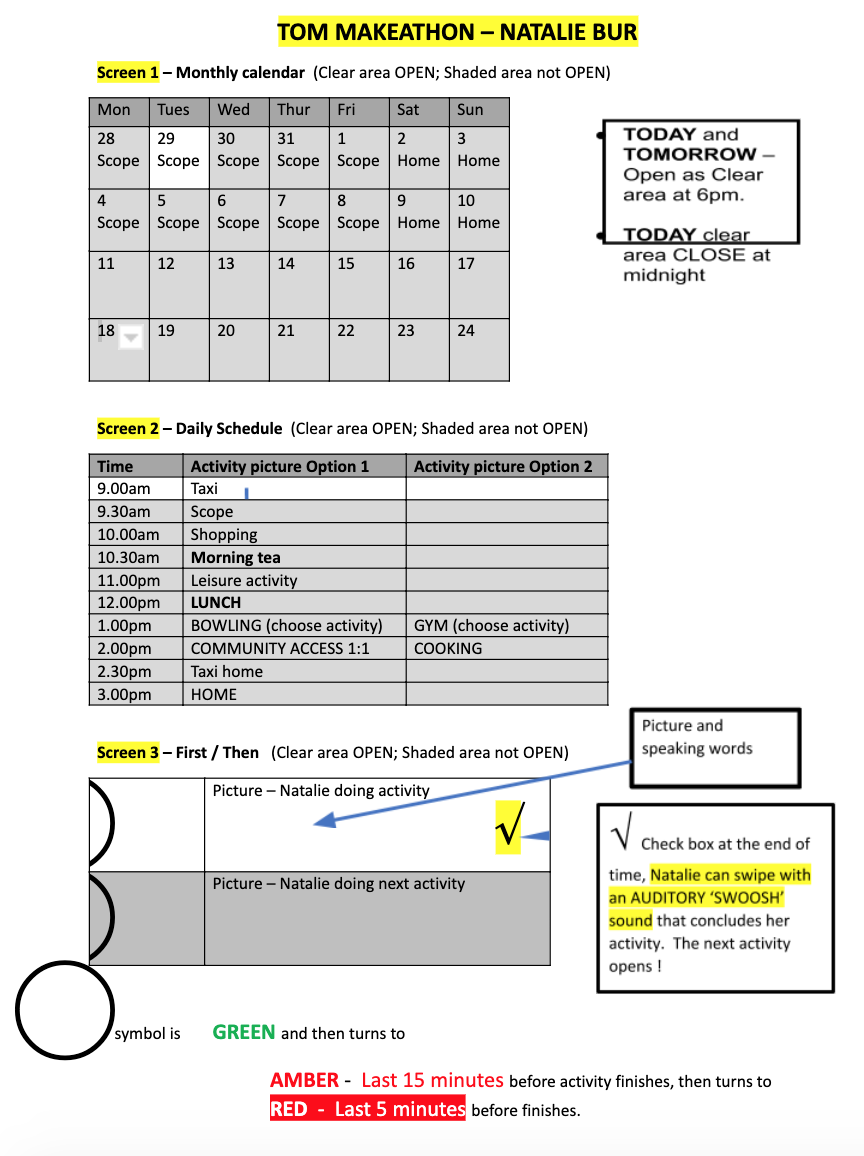 TOM MAKEATHON – NATALIE BUR
Screen 1 – Monthly calendar (Clear area OPEN; Shaded area not OPEN)
Mon Tues Wed Thur Fri Sat Sun
28 29 30 31 1 2 3
Scope Scope Scope Scope Scope Home Home
4 5 6 7 8 9 10
Scope Scope Scope Scope Scope Home Home
11 12 13 14 15 16 17
18 19 20 21 22 23 24
• TODAY and
TOMORROW –
Open as Clear
area at 6pm.
• TODAY clear
area CLOSE at
midnight
Screen 2 – Daily Schedule (Clear area OPEN; Shaded area not OPEN)
Time Activity picture Option 1 Activity picture Option 2
9.00am Taxi
9.30am Scope
10.00am Shopping
10.30am Morning tea
11.00pm Leisure activity
12.00pm LUNCH
1.00pm BOWLING (choose activity) GYM (choose activity)
2.00pm COMMUNITY ACCESS 1:1 COOKING
2.30pm Taxi home
3.00pm HOME
Screen 3 – First / Then (Clear area OPEN; Shaded area not OPEN)
Picture and
speaking words
Picture – Natalie doing activity
√
Picture – Natalie doing next activity
√ Check box at the end of
time, Natalie can swipe with
an AUDITORY ‘SWOOSH’
sound that concludes her
activity. The next activity
opens !
symbol is GREEN and then turns to
AMBER - Last 15 minutes before activity finishes, then turns to
RED - Last 5 minutes before finishes.